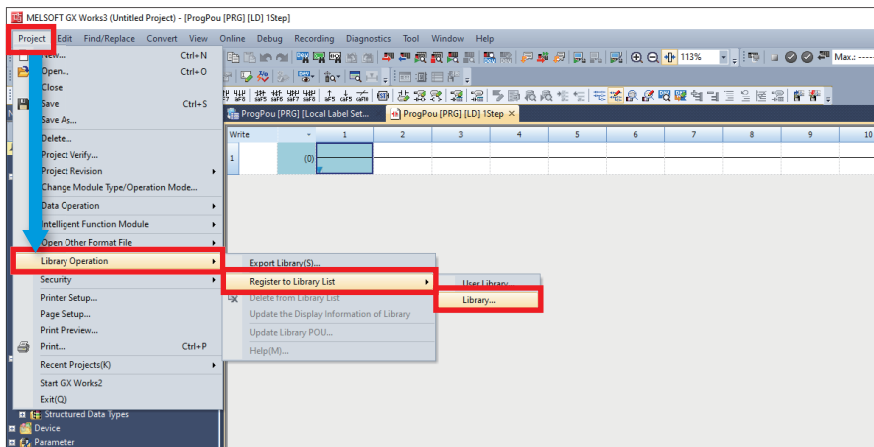 MELSOFT GX Works3 (Untitled Project) - [ProgPou [PRG] [LD] 1Step]
Project Edit Find/Replace Convert View Online Debug Recording Diagnostics Tool Window Help
New... Ctrl+N
Open.. Ctrl+O
Close
Save Ctrl+S
Save As...
Delete...
Project Verify...
Project Revision
Change Module Type/Operation Mode...
Data Operation
Intelligent Function Module
Open Other Format File
Library Operation
Security
Printer Setup...
Page Setup...
Print Preview...
Print... Ctrl+P
Recent Projects(K)
Start GX Works2
Exit(Q)
Structured Data Types
Device
Parameter
113%
Max.: -----
ProgPou [PRG] [Local Label Set...
ProgPou [PRG] [LD] 1Step
Write 1 2 3 4 5 6 7 8 9 10
1 (0)
Export Library(S)...
Register to Library List
Delete from Library List
Update the Display Information of Library
Update Library POU...
Help(M)...
User Library...
Library...